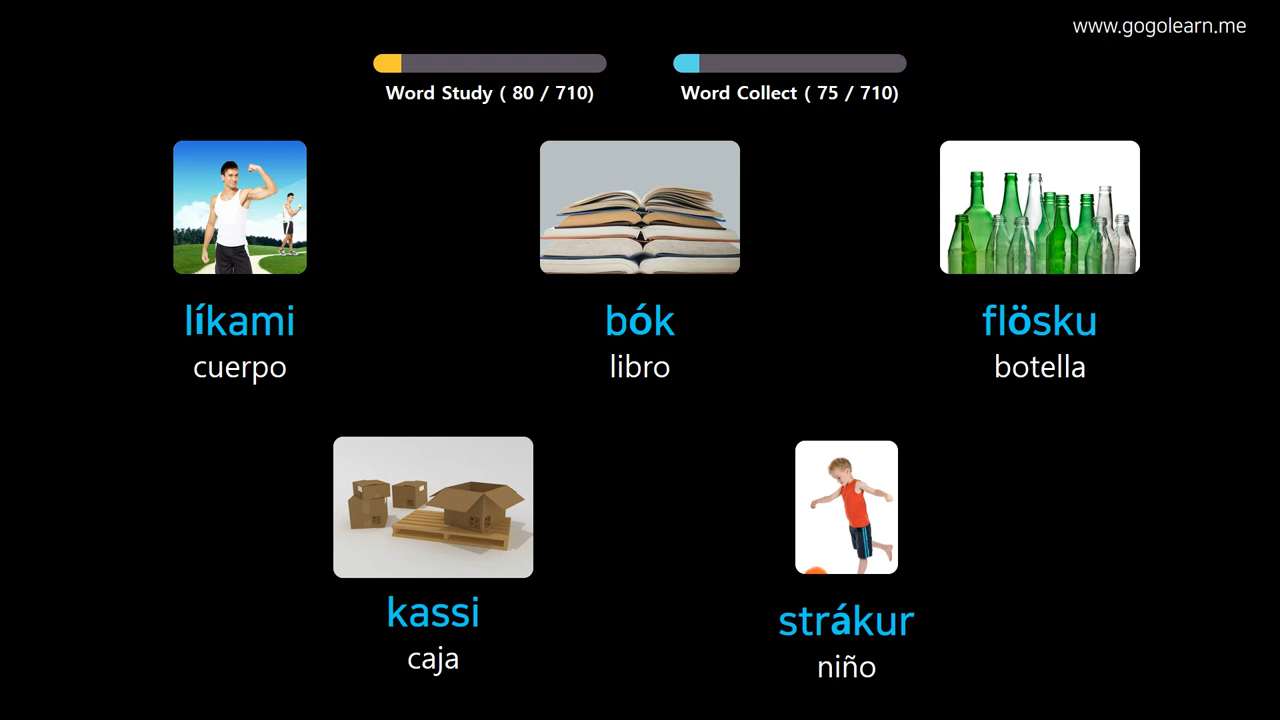 www.gogolearn.me
Word Study ( 80 / 710)
Word Collect ( 75 / 710)
líkami
cuerpo
bók
libro
flösku
botella
kassi
caja
strákur
niño